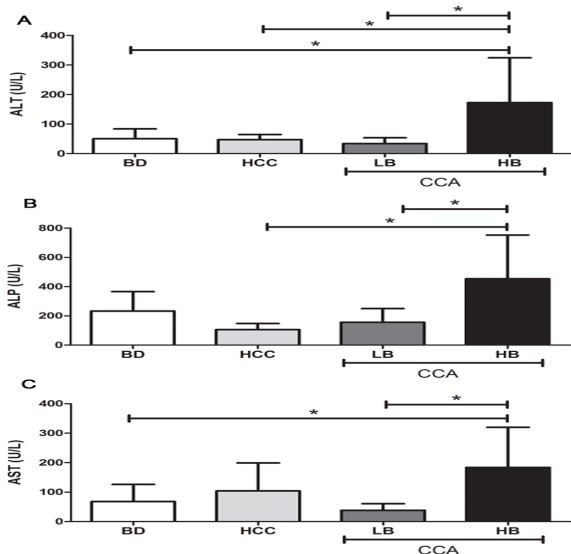 A
*
*
*
400
300
200
100
0
ALT (U/L)
BD HCC LB HB
CCA
B
*
*
800
600
400
200
0
ALP (U/L)
BD HCC LB HB
CCA
C
*
*
400
300
200
100
0
AST (U/L)
BD HCC LB HB
CCA